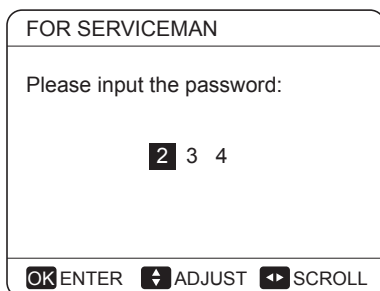 FOR SERVICEMAN
Please input the password:
2 3 4
OK ENTER ADJUST SCROLL